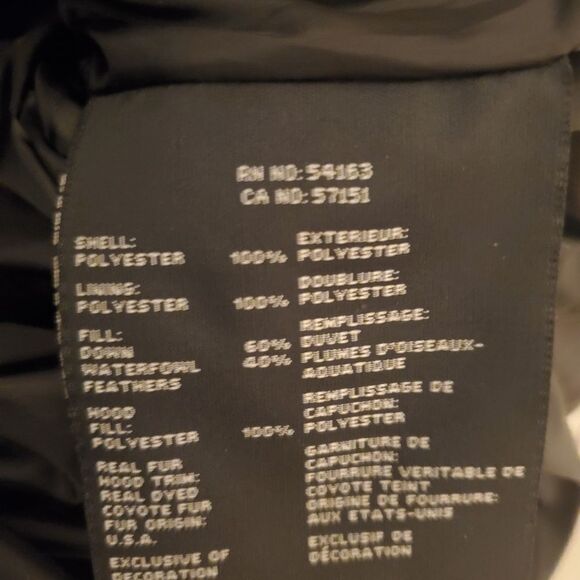 RN NO: 54163
CA NO: 57151
SHELL:
POLYESTER 100%
LINING:
POLYESTER 100%
FILL:
DOWN 60%
WATERFOWL 40%
FEATHERS
HOOD
FILL:
POLYESTER 100%
REAL FUR
HOOD TRIM:
REAL DYED
COYOTE FUR
FUR ORIGIN:
U.S.A.
EXCLUSIVE OF
DECORATION
EXTERIEUR:
POLYESTER
DOUBLURE:
POLYESTER
REMPLISSAGE:
DUVET
PLUMES D'OISEAUX-
AQUATIQUE
REMPLISSAGE DE
CAPUCHON:
POLYESTER
GARNITURE DE
CAPUCHON:
FOURRURE VERITABLE DE
COYOTE TEINT
ORIGINE DE FOURRURE:
AUX ETATS-UNIS
EXCLUSIF DE
DÉCORATION